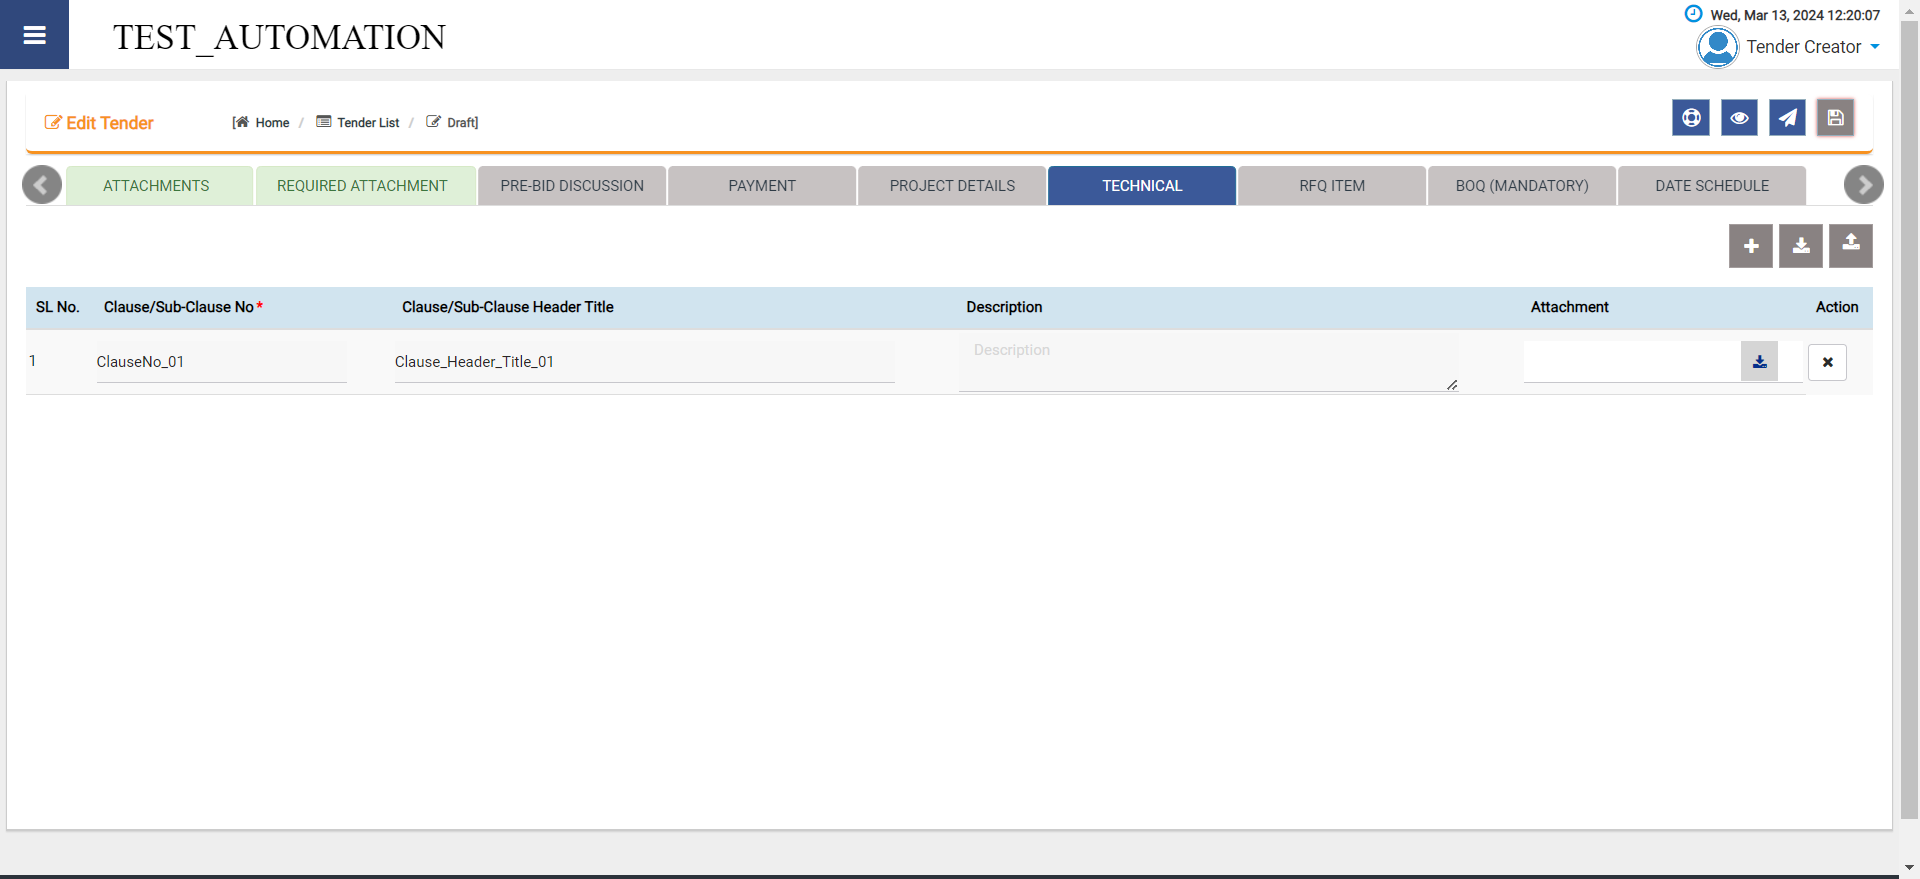 TEST_AUTOMATION
Wed, Mar 13, 2024 12:20:07
Tender Creator
Edit Tender
[ Home / Tender List / Draft]
ATTACHMENTS REQUIRED ATTACHMENT PRE-BID DISCUSSION PAYMENT PROJECT DETAILS TECHNICAL RFQ ITEM BOQ (MANDATORY) DATE SCHEDULE
SL No. Clause/Sub-Clause No* Clause/Sub-Clause Header Title Description Attachment Action
1 ClauseNo_01 Clause_Header_Title_01 Description